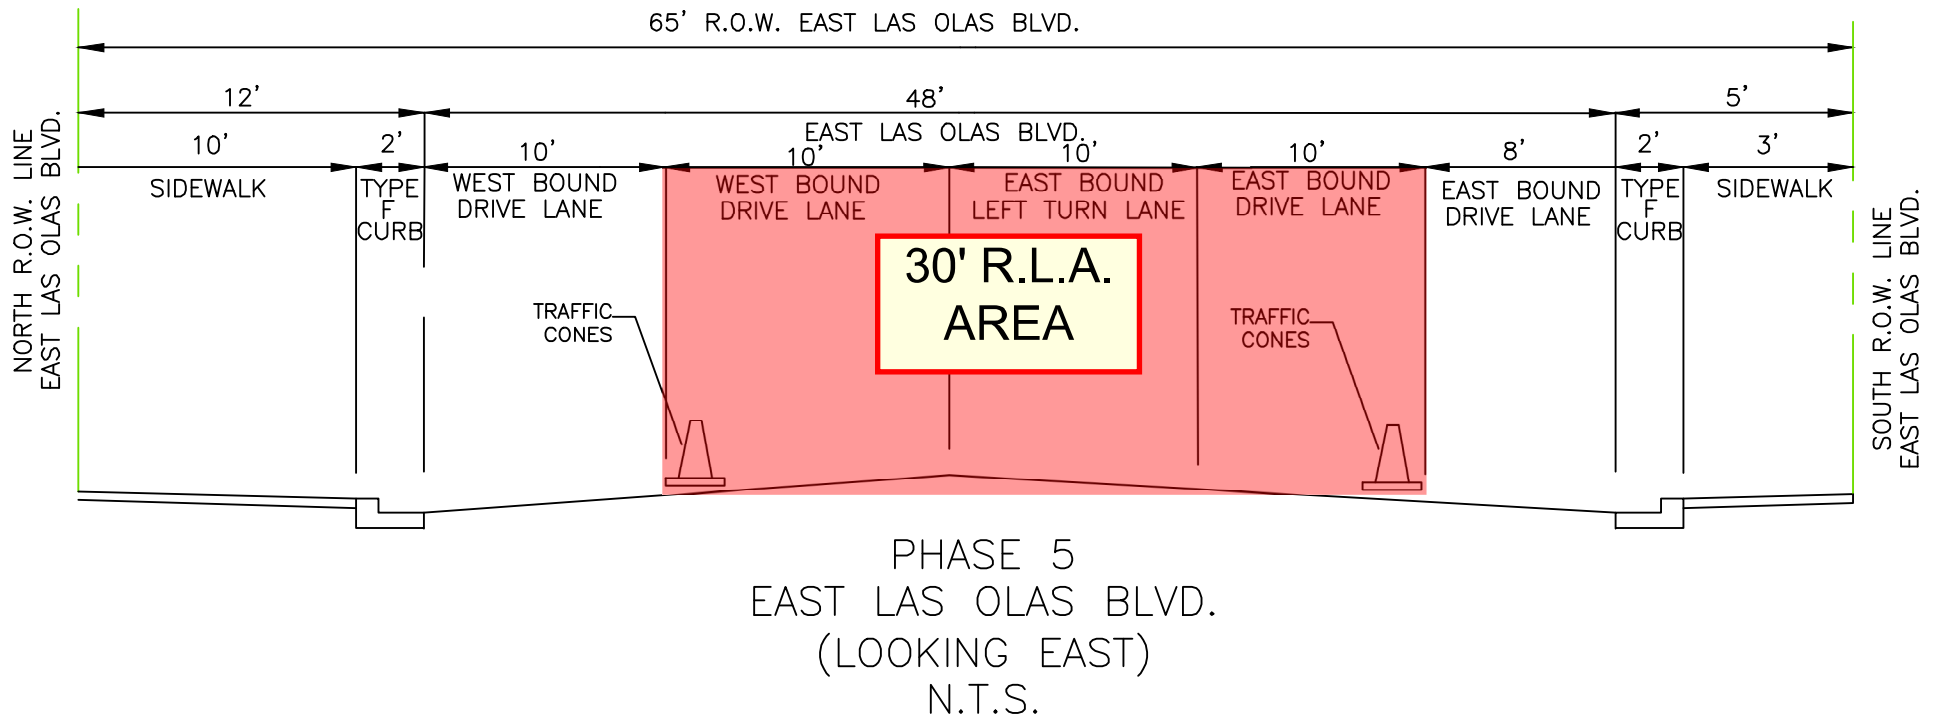 65' R.O.W. EAST LAS OLAS BLVD.
12'
48'
5'
EAST LAS OLAS BLVD.
10'
2'
10'
10'
10'
10'
8'
2'
3'
SIDEWALK
TYPE
F
CURB
WEST BOUND
DRIVE LANE
WEST BOUND
DRIVE LANE
EAST BOUND
LEFT TURN LANE
EAST BOUND
DRIVE LANE
EAST BOUND
DRIVE LANE
TYPE
F
CURB
SIDEWALK
NORTH R.O.W. LINE
EAST LAS OLAS BLVD.
30' R.L.A.
AREA
TRAFFIC
CONES
TRAFFIC
CONES
SOUTH R.O.W. LINE
EAST LAS OLAS BLVD.
PHASE 5
EAST LAS OLAS BLVD.
(LOOKING EAST)
N.T.S.